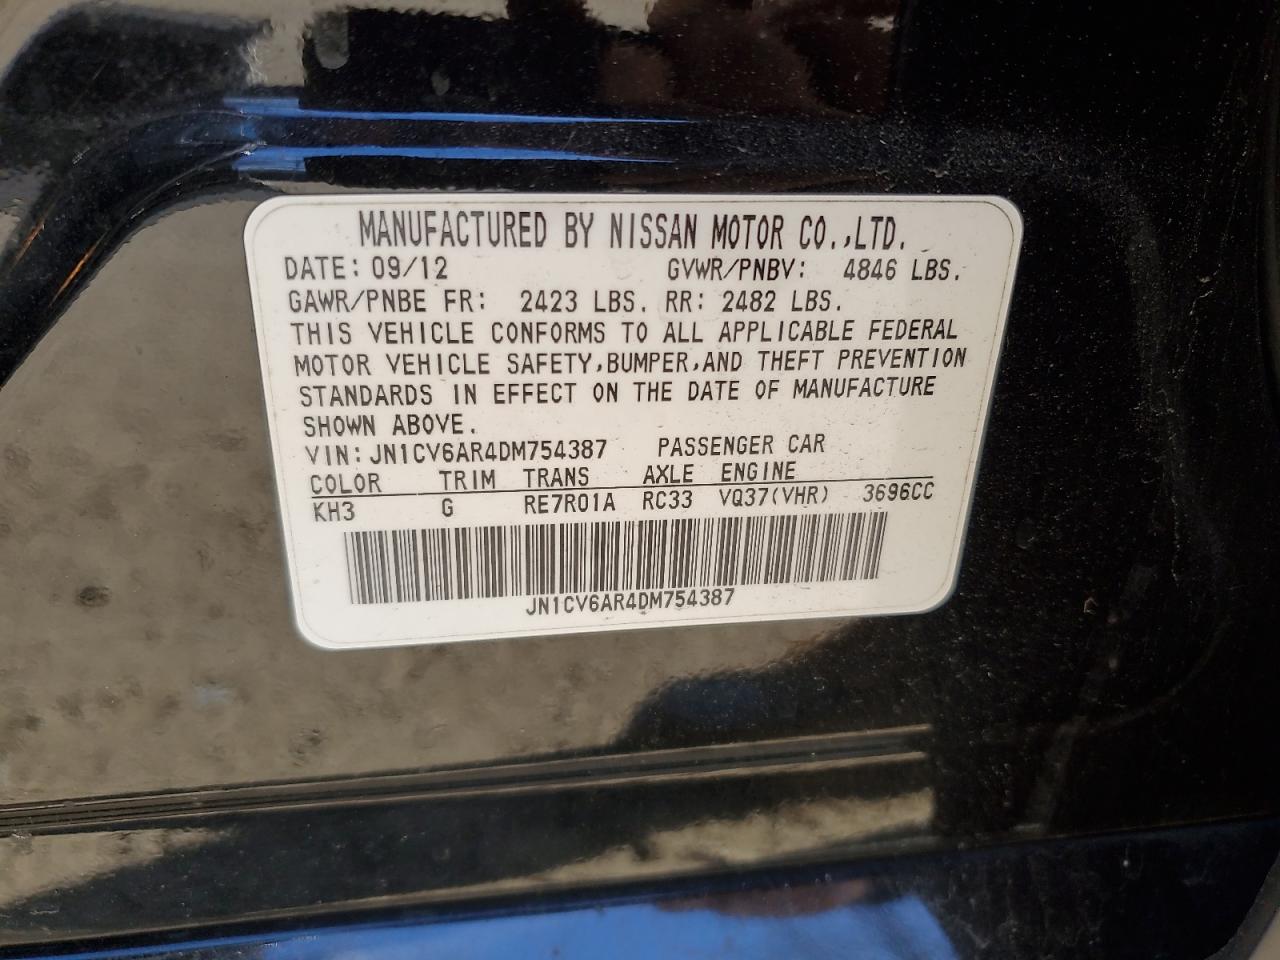 MANUFACTURED BY NISSAN MOTOR CO.,LTD.
DATE: 09/12 GVWR/PNBV: 4846 LBS.
GAWR/PNBE FR: 2423 LBS. RR: 2482 LBS.
THIS VEHICLE CONFORMS TO ALL APPLICABLE FEDERAL
MOTOR VEHICLE SAFETY,BUMPER,AND THEFT PREVENTION
STANDARDS IN EFFECT ON THE DATE OF MANUFACTURE
SHOWN ABOVE.
VIN: JN1CV6AR4DM754387 PASSENGER CAR
COLOR TRIM TRANS AXLE ENGINE
KH3 G RE7R01A RC33 VQ37(VHR) 3696CC
JN1CV6AR4DM754387